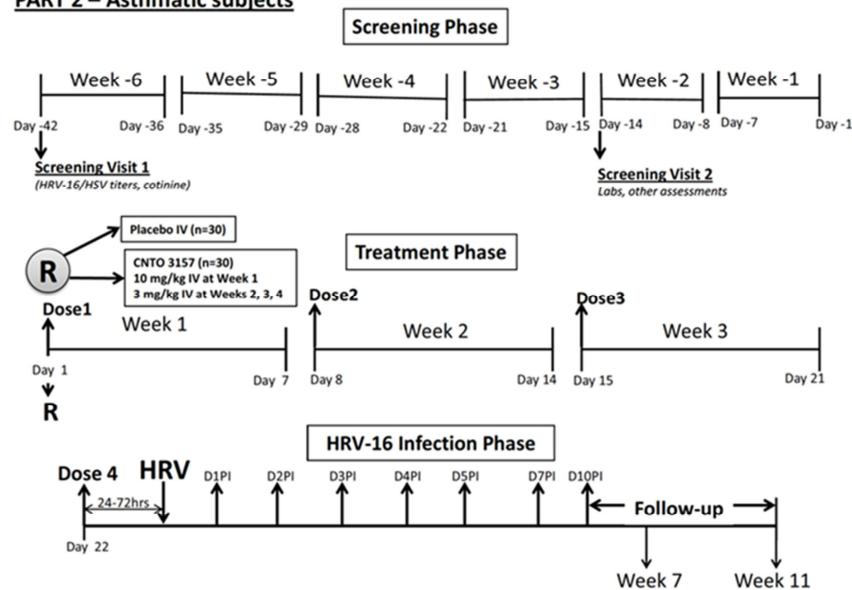 PART 2 – Asthmatic subjects
Screening Phase
Week -6 Week -5 Week -4 Week -3 Week -2 Week -1
Day -42 Day -36 Day -35 Day -29 Day -28 Day -22 Day -21 Day -15 Day -14 Day -8 Day -7 Day -1
Screening Visit 1
(HRV-16/HSV titers, cotinine)
Screening Visit 2
Labs, other assessments
Placebo IV (n=30)
R
CNTO 3157 (n=30)
10 mg/kg IV at Week 1
3 mg/kg IV at Weeks 2, 3, 4
Treatment Phase
Dose1 Dose2 Dose3
Week 1 Week 2 Week 3
Day 1 Day 7 Day 8 Day 14 Day 15 Day 21
R
HRV-16 Infection Phase
Dose 4 HRV D1PI D2PI D3PI D4PI D5PI D7PI D10PI
24-72hrs Follow-up
Day 22
Week 7 Week 11